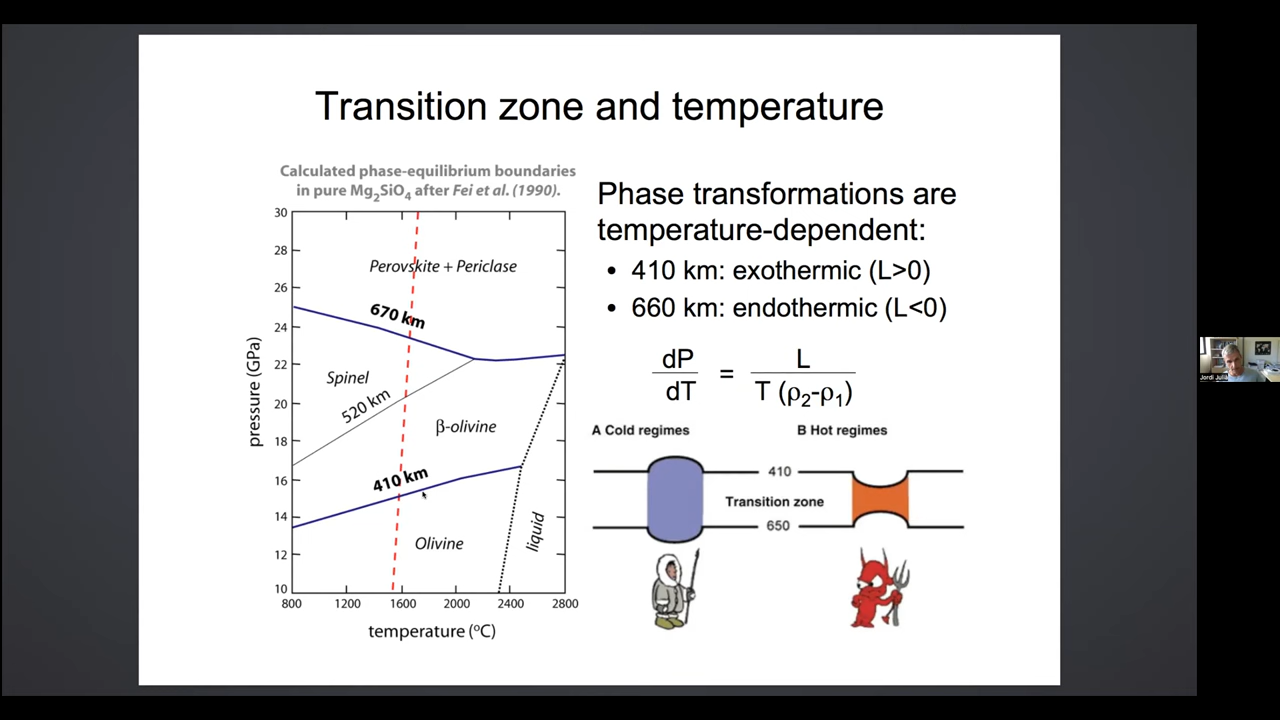 Transition zone and temperature
Calculated phase-equilibrium boundaries
in pure Mg₂SiO₄ after Fei et al. (1990).
30
28
26
24
22
20
18
16
14
12
10
pressure (GPa)
Perovskite + Periclase
670 km
Spinel
520 km
β-olivine
410 km
Olivine
liquid
800
1200
1600
2000
2400
2800
temperature (ºC)
Phase transformations are
temperature-dependent:
• 410 km: exothermic (L>0)
• 660 km: endothermic (L<0)
dP
dT
=
L
T (ρ₂-ρ₁)
A Cold regimes
B Hot regimes
410
Transition zone
650